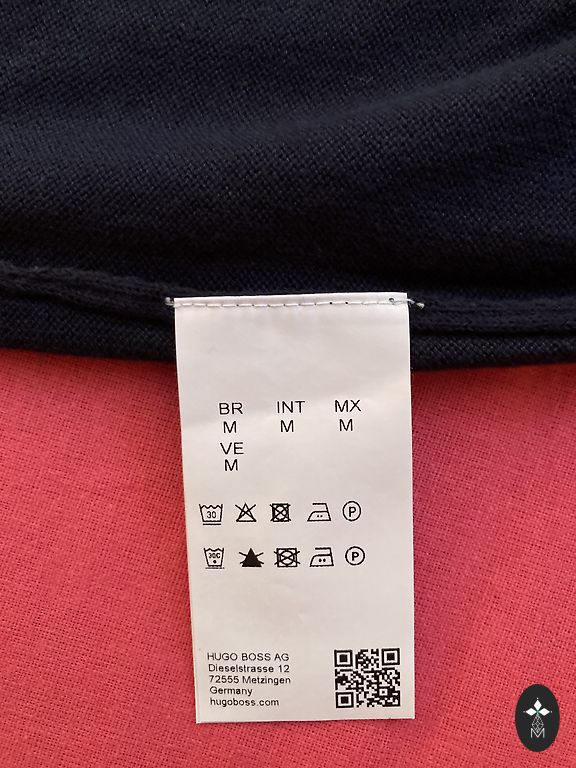 BR INT MX
M M M
VE
M
30 P
30C P
HUGO BOSS AG
Dieselstrasse 12
72555 Metzingen
Germany
hugoboss.com
M